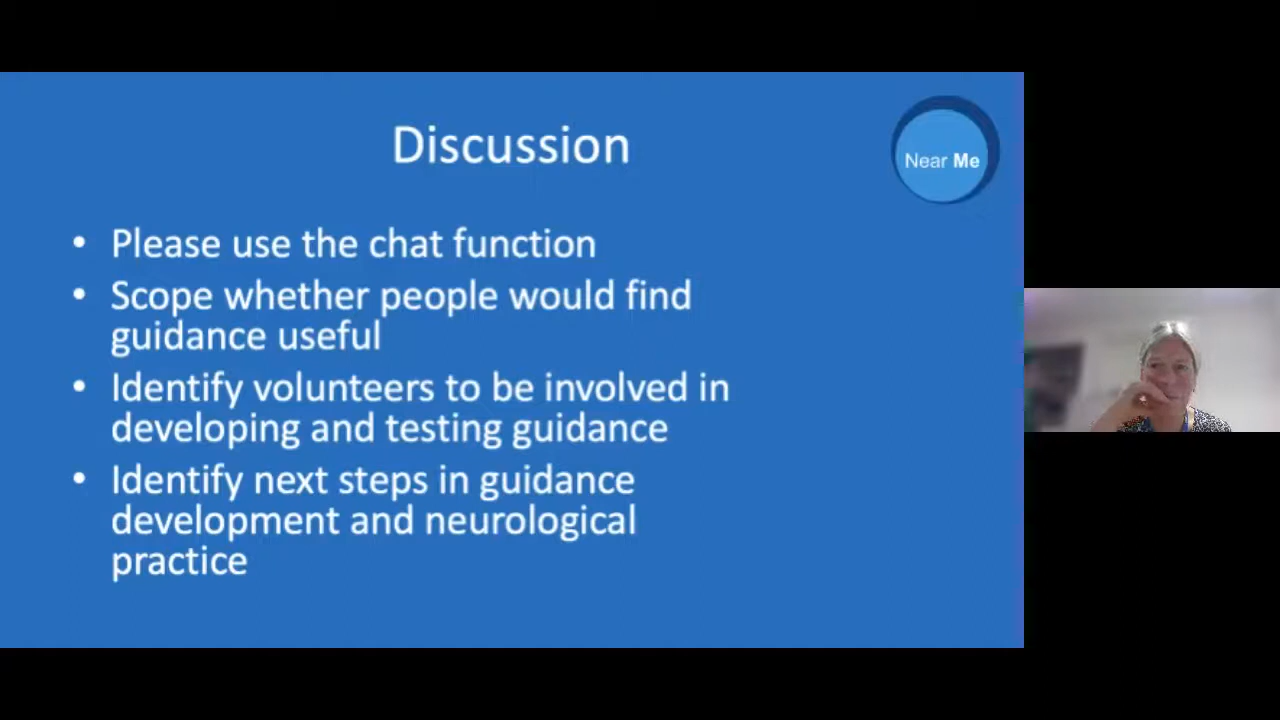 Discussion
Near Me
• Please use the chat function
• Scope whether people would find
guidance useful
• Identify volunteers to be involved in
developing and testing guidance
• Identify next steps in guidance
development and neurological
practice